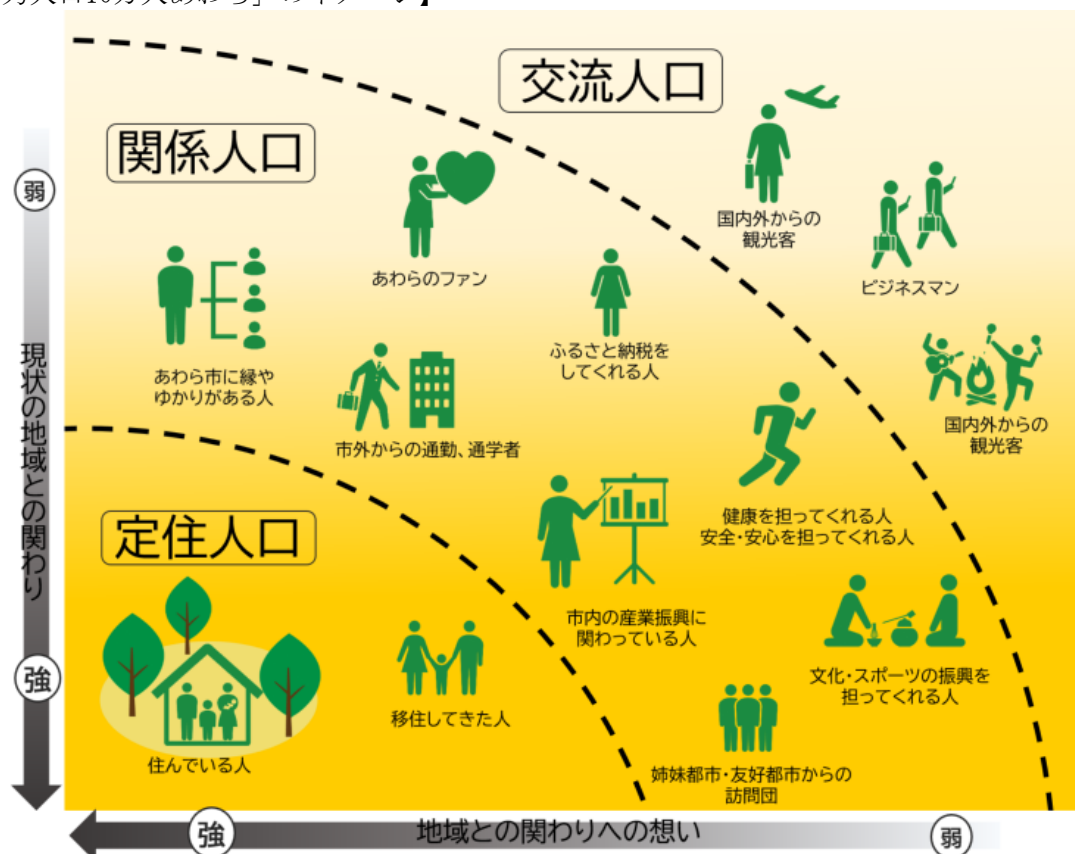 交流人口
関係人口
弱
国内外からの
観光客
あわらのファン
ビジネスマン
あわら市に縁や
ゆかりがある人
ふるさと納税を
してくれる人
現状の地域との関わり
市外からの通勤、通学者
国内外からの
観光客
健康を担ってくれる人
安全・安心を担ってくれる人
定住人口
市内の産業振興に
関わっている人
強
文化・スポーツの振興を
担ってくれる人
移住してきた人
住んでいる人
姉妹都市・友好都市からの
訪問団
強
地域との関わりへの想い
弱